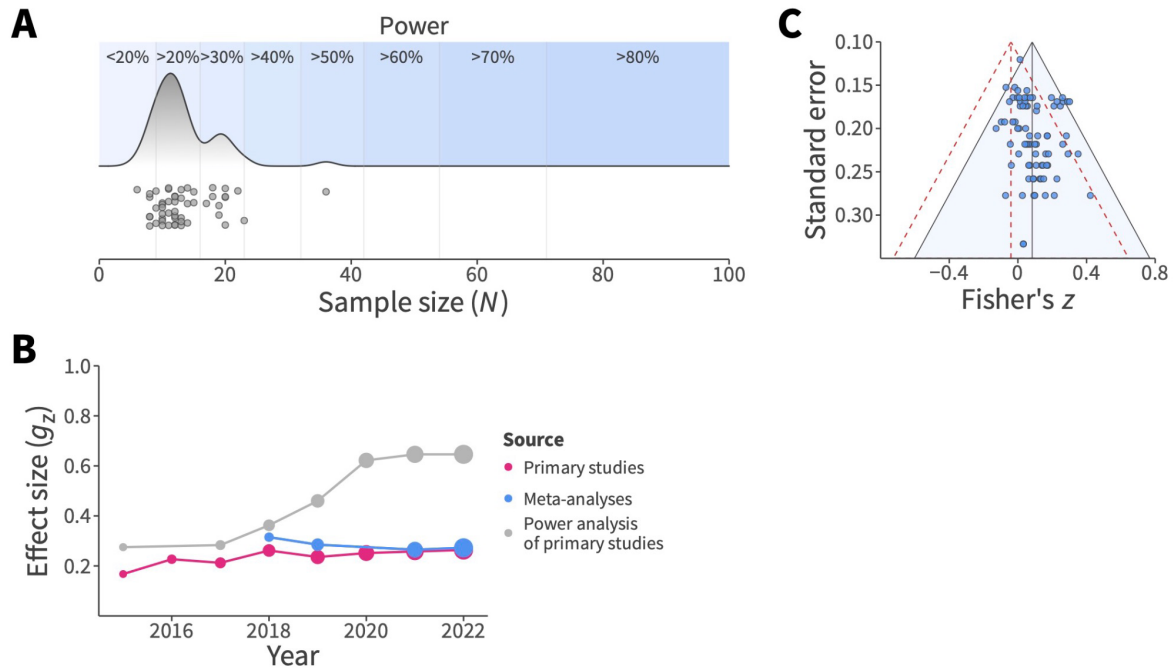 A
Power
<20% >20% >30% >40% >50% >60% >70% >80%
0 20 40 60 80 100
Sample size (N)
C
0.10
0.15
0.20
0.25
0.30
Standard error
−0.4 0 0.4 0.8
Fisher's z
B
1.0
0.8
0.6
0.4
0.2
Effect size (gz)
2016 2018 2020 2022
Year
Source
Primary studies
Meta-analyses
Power analysis
of primary studies